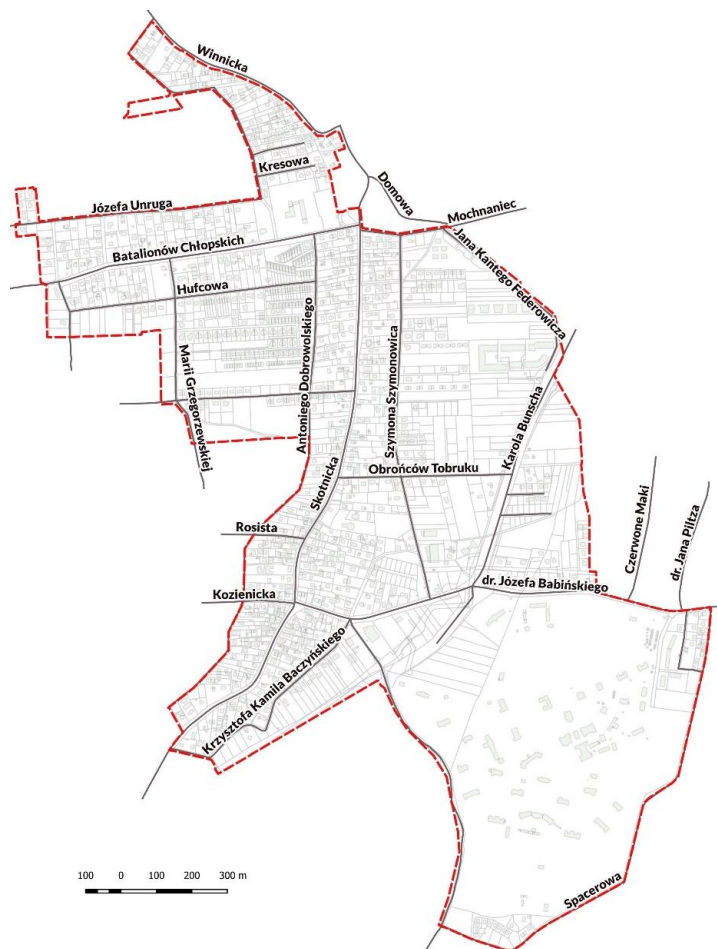 Winnicka
Kresowa
Domowa
Józefa Unruga
Mochnaniec
Batalionów Chłopskich
Jana Kantego Federowicza
Hufcowa
Antoniego Dobrowolskiego
Szymona Szymonowica
Marii Grzegorzewskiej
Karola Bunscha
Obrońców Tobruku
Skotnicka
Rosista
Czerwone Maki
dr. Jana Piltza
Kozienicka
dr. Józefa Babińskiego
Krzysztofa Kamila Baczyńskiego
Spacerowa
100 0 100 200 300 m